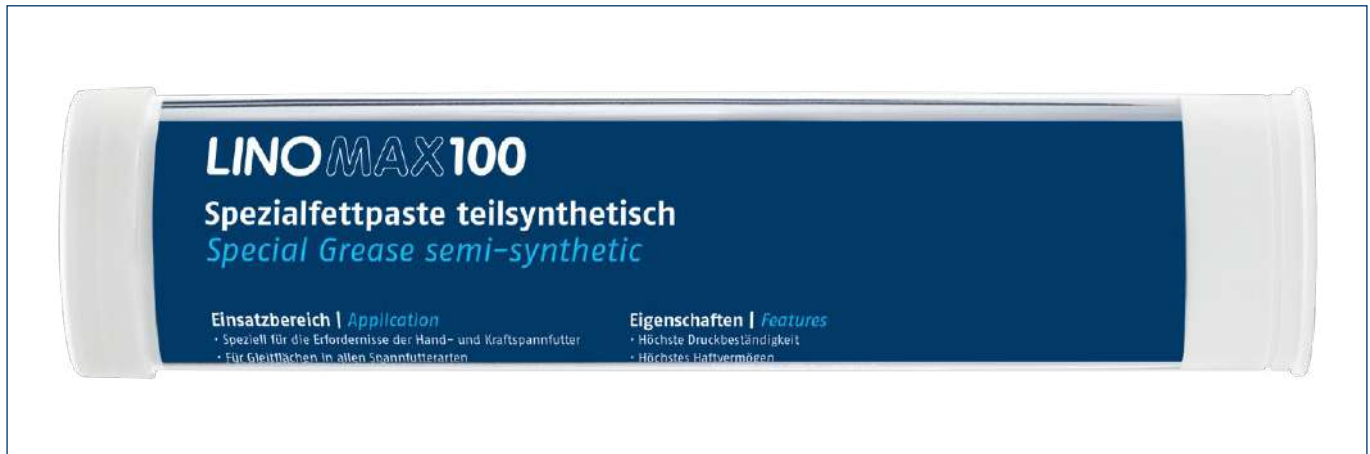 LINOMAX100
Spezialfettpaste teilsynthetisch
Special Grease semi-synthetic
Einsatzbereich | Application
· Speziell für die Erfordernisse der Hand- und Kraftspannfutter
· Für Gleitflächen in allen Spannfutterarten
Eigenschaften | Features
· Höchste Druckbeständigkeit
· Höchstes Haftvermögen